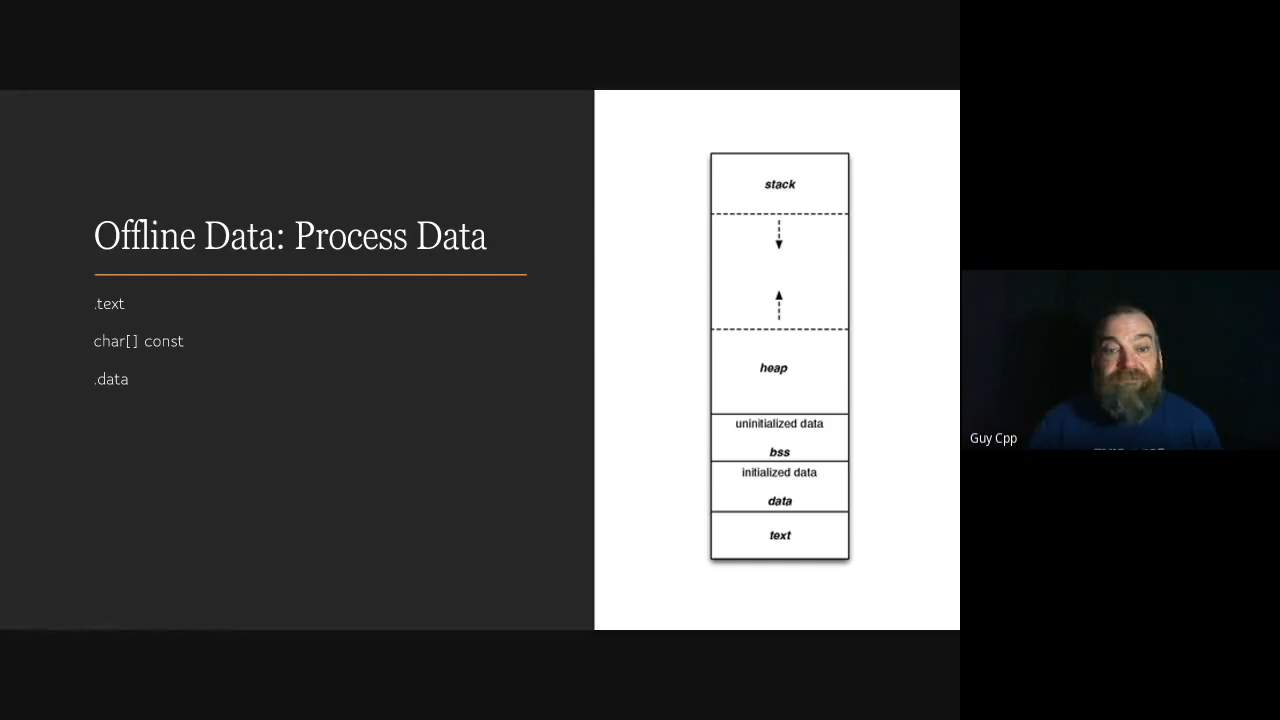 Offline Data: Process Data
.text
char[] const
.data
stack
heap
uninitialized data
bss
initialized data
data
text
Guy Cpp